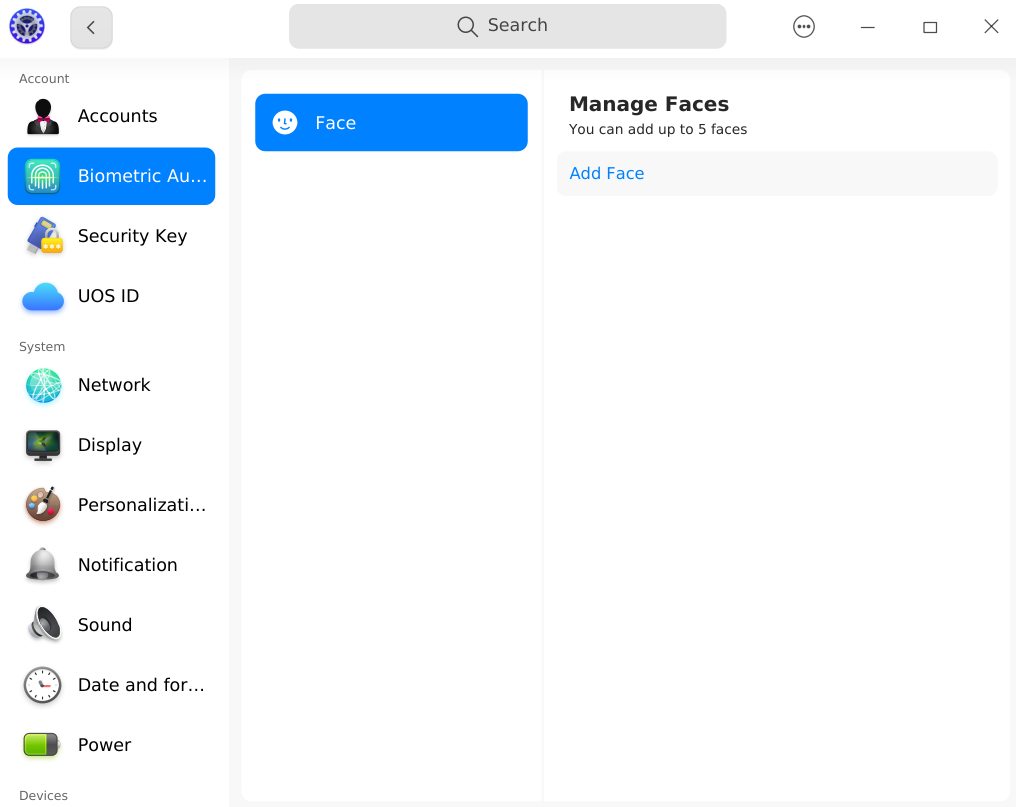 Search
Account
Accounts
Biometric Au...
Security Key
UOS ID
System
Network
Display
Personalizati...
Notification
Sound
Date and for...
Power
Devices
Face
Manage Faces
You can add up to 5 faces
Add Face